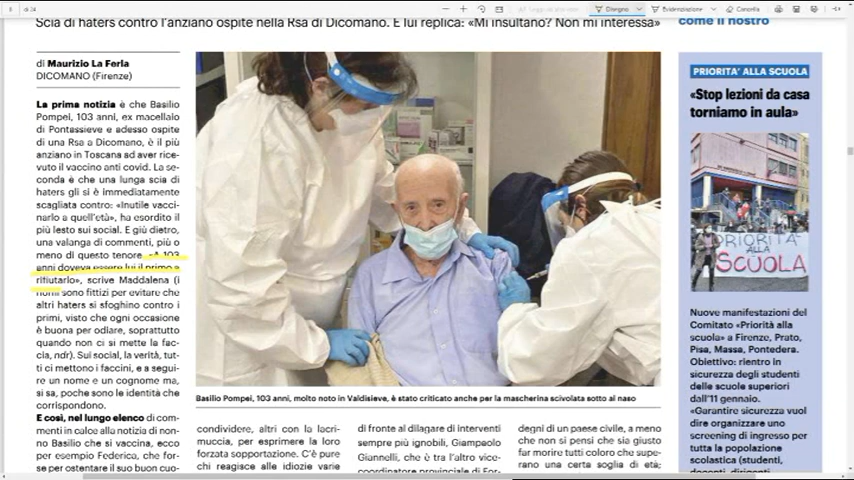 Scia di haters contro l'anziano ospite nella Rsa di Dicomano. E lui replica: «Mi insultano? Non mi interessa»
come il nostro
di Maurizio La Ferla
DICOMANO (Firenze)
La prima notizia è che Basilio
Pompei, 103 anni, ex macellaio
di Pontassieve e adesso ospite
di una Rsa a Dicomano, è il più
anziano in Toscana ad aver rice-
vuto il vaccino anti covid. La se-
conda è che una lunga scia di
haters gli si è immediatamente
scagliata contro: «Inutile vacci-
narlo a quell'età», ha esordito il
più lesto sui social. E giù dietro,
una valanga di commenti, più o
meno di questo tenore «A 103
anni doveva essere lui il primo a
rifiutarlo», scrive Maddalena (i
nomi sono fittizi per evitare che
altri haters si sfoghino contro i
primi, visto che ogni occasione
è buona per odiare, soprattutto
quando non ci si mette la fac-
cia, ndr). Sui social, la verità, tut-
ti ci mettono i faccini, e a segui-
re un nome e un cognome ma,
si sa, poche sono le identità che
corrispondono.
E così, nel lungo elenco di com-
menti in calce alla notizia di non-
no Basilio che si vaccina, ecco
per esempio Federica, che for-
se per ostentare il suo buon cuo-
Basilio Pompei, 103 anni, molto noto in Valdisieve, è stato criticato anche per la mascherina scivolata sotto al naso
condividere, altri con la lacri-
muccia, per esprimere la loro
forzata sopportazione. C'è pure
chi reagisce alle idiozie varie
di fronte al dilagare di interventi
sempre più ignobili, Giampaolo
Giannelli, che è tra l'altro vice-
coordinatore provinciale di For-
degni di un paese civile, a meno
che non si pensi che sia giusto
far morire tutti coloro che supe-
rano una certa soglia di età;
PRIORITA' ALLA SCUOLA
«Stop lezioni da casa
torniamo in aula»
PRIORITÀ
ALLA
SCUOLA
Nuove manifestazioni del
Comitato «Priorità alla
scuola» a Firenze, Prato,
Pisa, Massa, Pontedera.
Obiettivo: rientro in
sicurezza degli studenti
delle scuole superiori
dall'11 gennaio.
«Garantire sicurezza vuol
dire organizzare uno
screening di ingresso per
tutta la popolazione
scolastica (studenti,
docenti, dirigenti